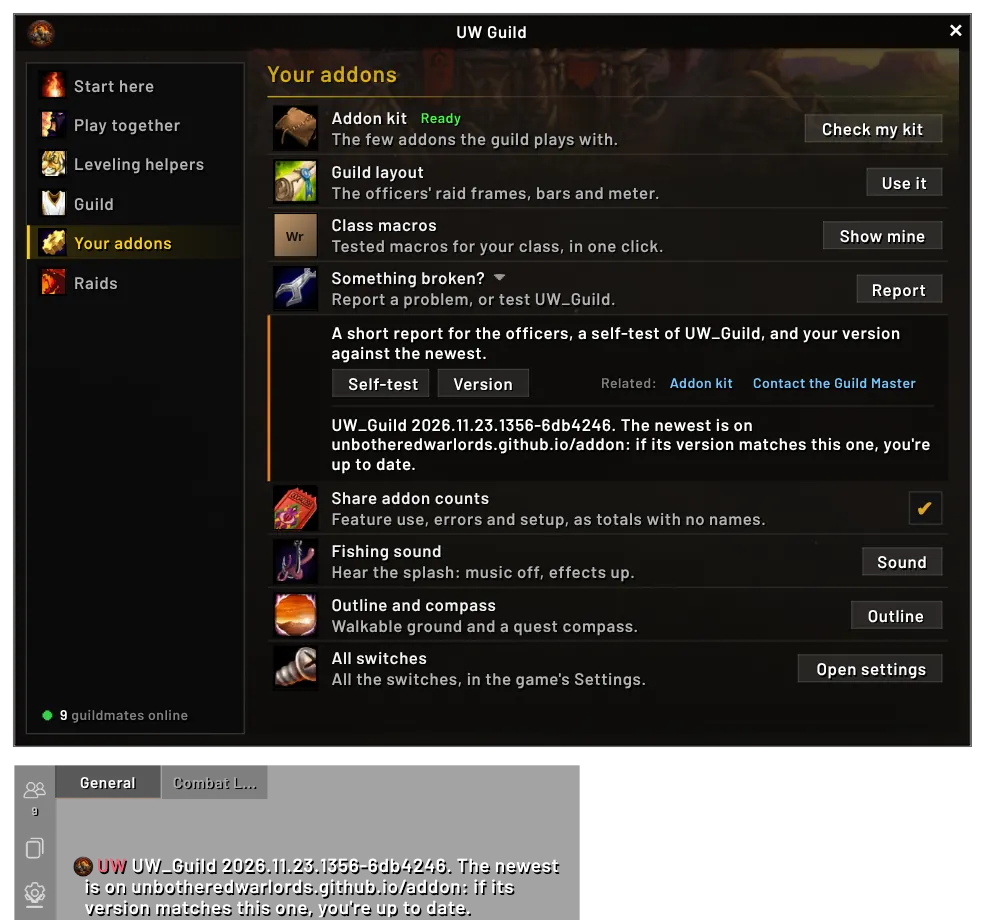 UW Guild
Start here
Play together
Leveling helpers
Guild
Your addons
Raids
9 guildmates online
Your addons
Addon kit Ready
The few addons the guild plays with.
Check my kit
Guild layout
The officers' raid frames, bars and meter.
Use it
Wr
Class macros
Tested macros for your class, in one click.
Show mine
Something broken?
Report a problem, or test UW_Guild.
Report
A short report for the officers, a self-test of UW_Guild, and your version
against the newest.
Self-test Version Related: Addon kit Contact the Guild Master
UW_Guild 2026.11.23.1356-6db4246. The newest is on
unbotheredwarlords.github.io/addon: if its version matches this one, you're
up to date.
Share addon counts
Feature use, errors and setup, as totals with no names.
Fishing sound
Hear the splash: music off, effects up.
Sound
Outline and compass
Walkable ground and a quest compass.
Outline
All switches
All the switches, in the game's Settings.
Open settings
General Combat L...
9
UW UW_Guild 2026.11.23.1356-6db4246. The newest
is on unbotheredwarlords.github.io/addon: if its
version matches this one, you're up to date.